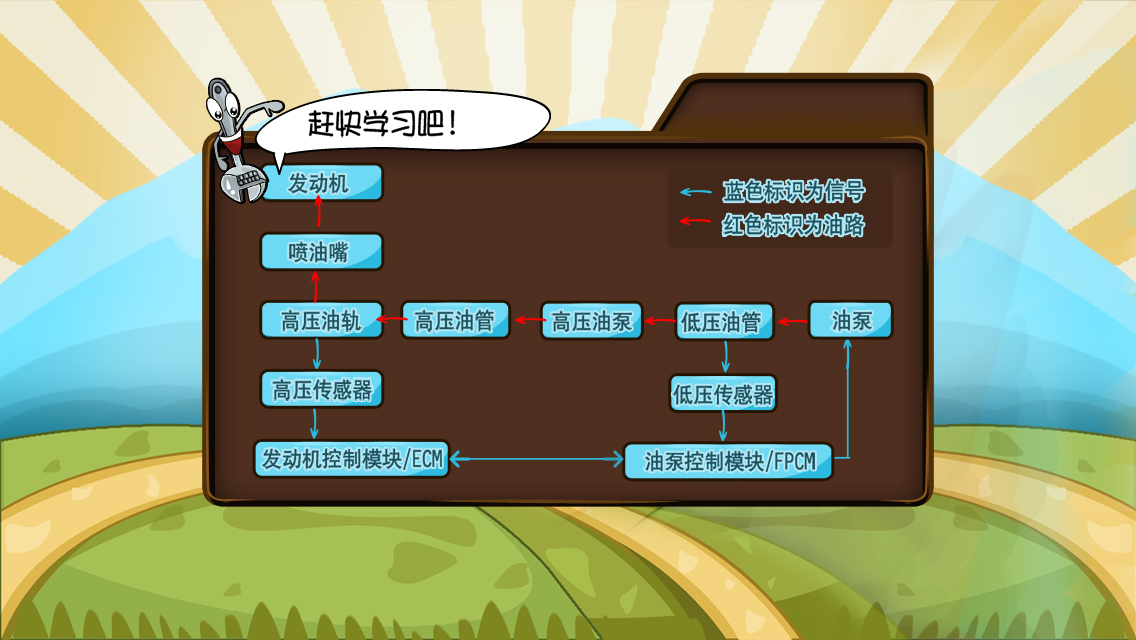 赶快学习吧！
发动机
蓝色标识为信号
红色标识为油路
喷油嘴
高压油轨
高压油管
高压油泵
低压油管
油泵
高压传感器
低压传感器
发动机控制模块/ECM
油泵控制模块/FPCM